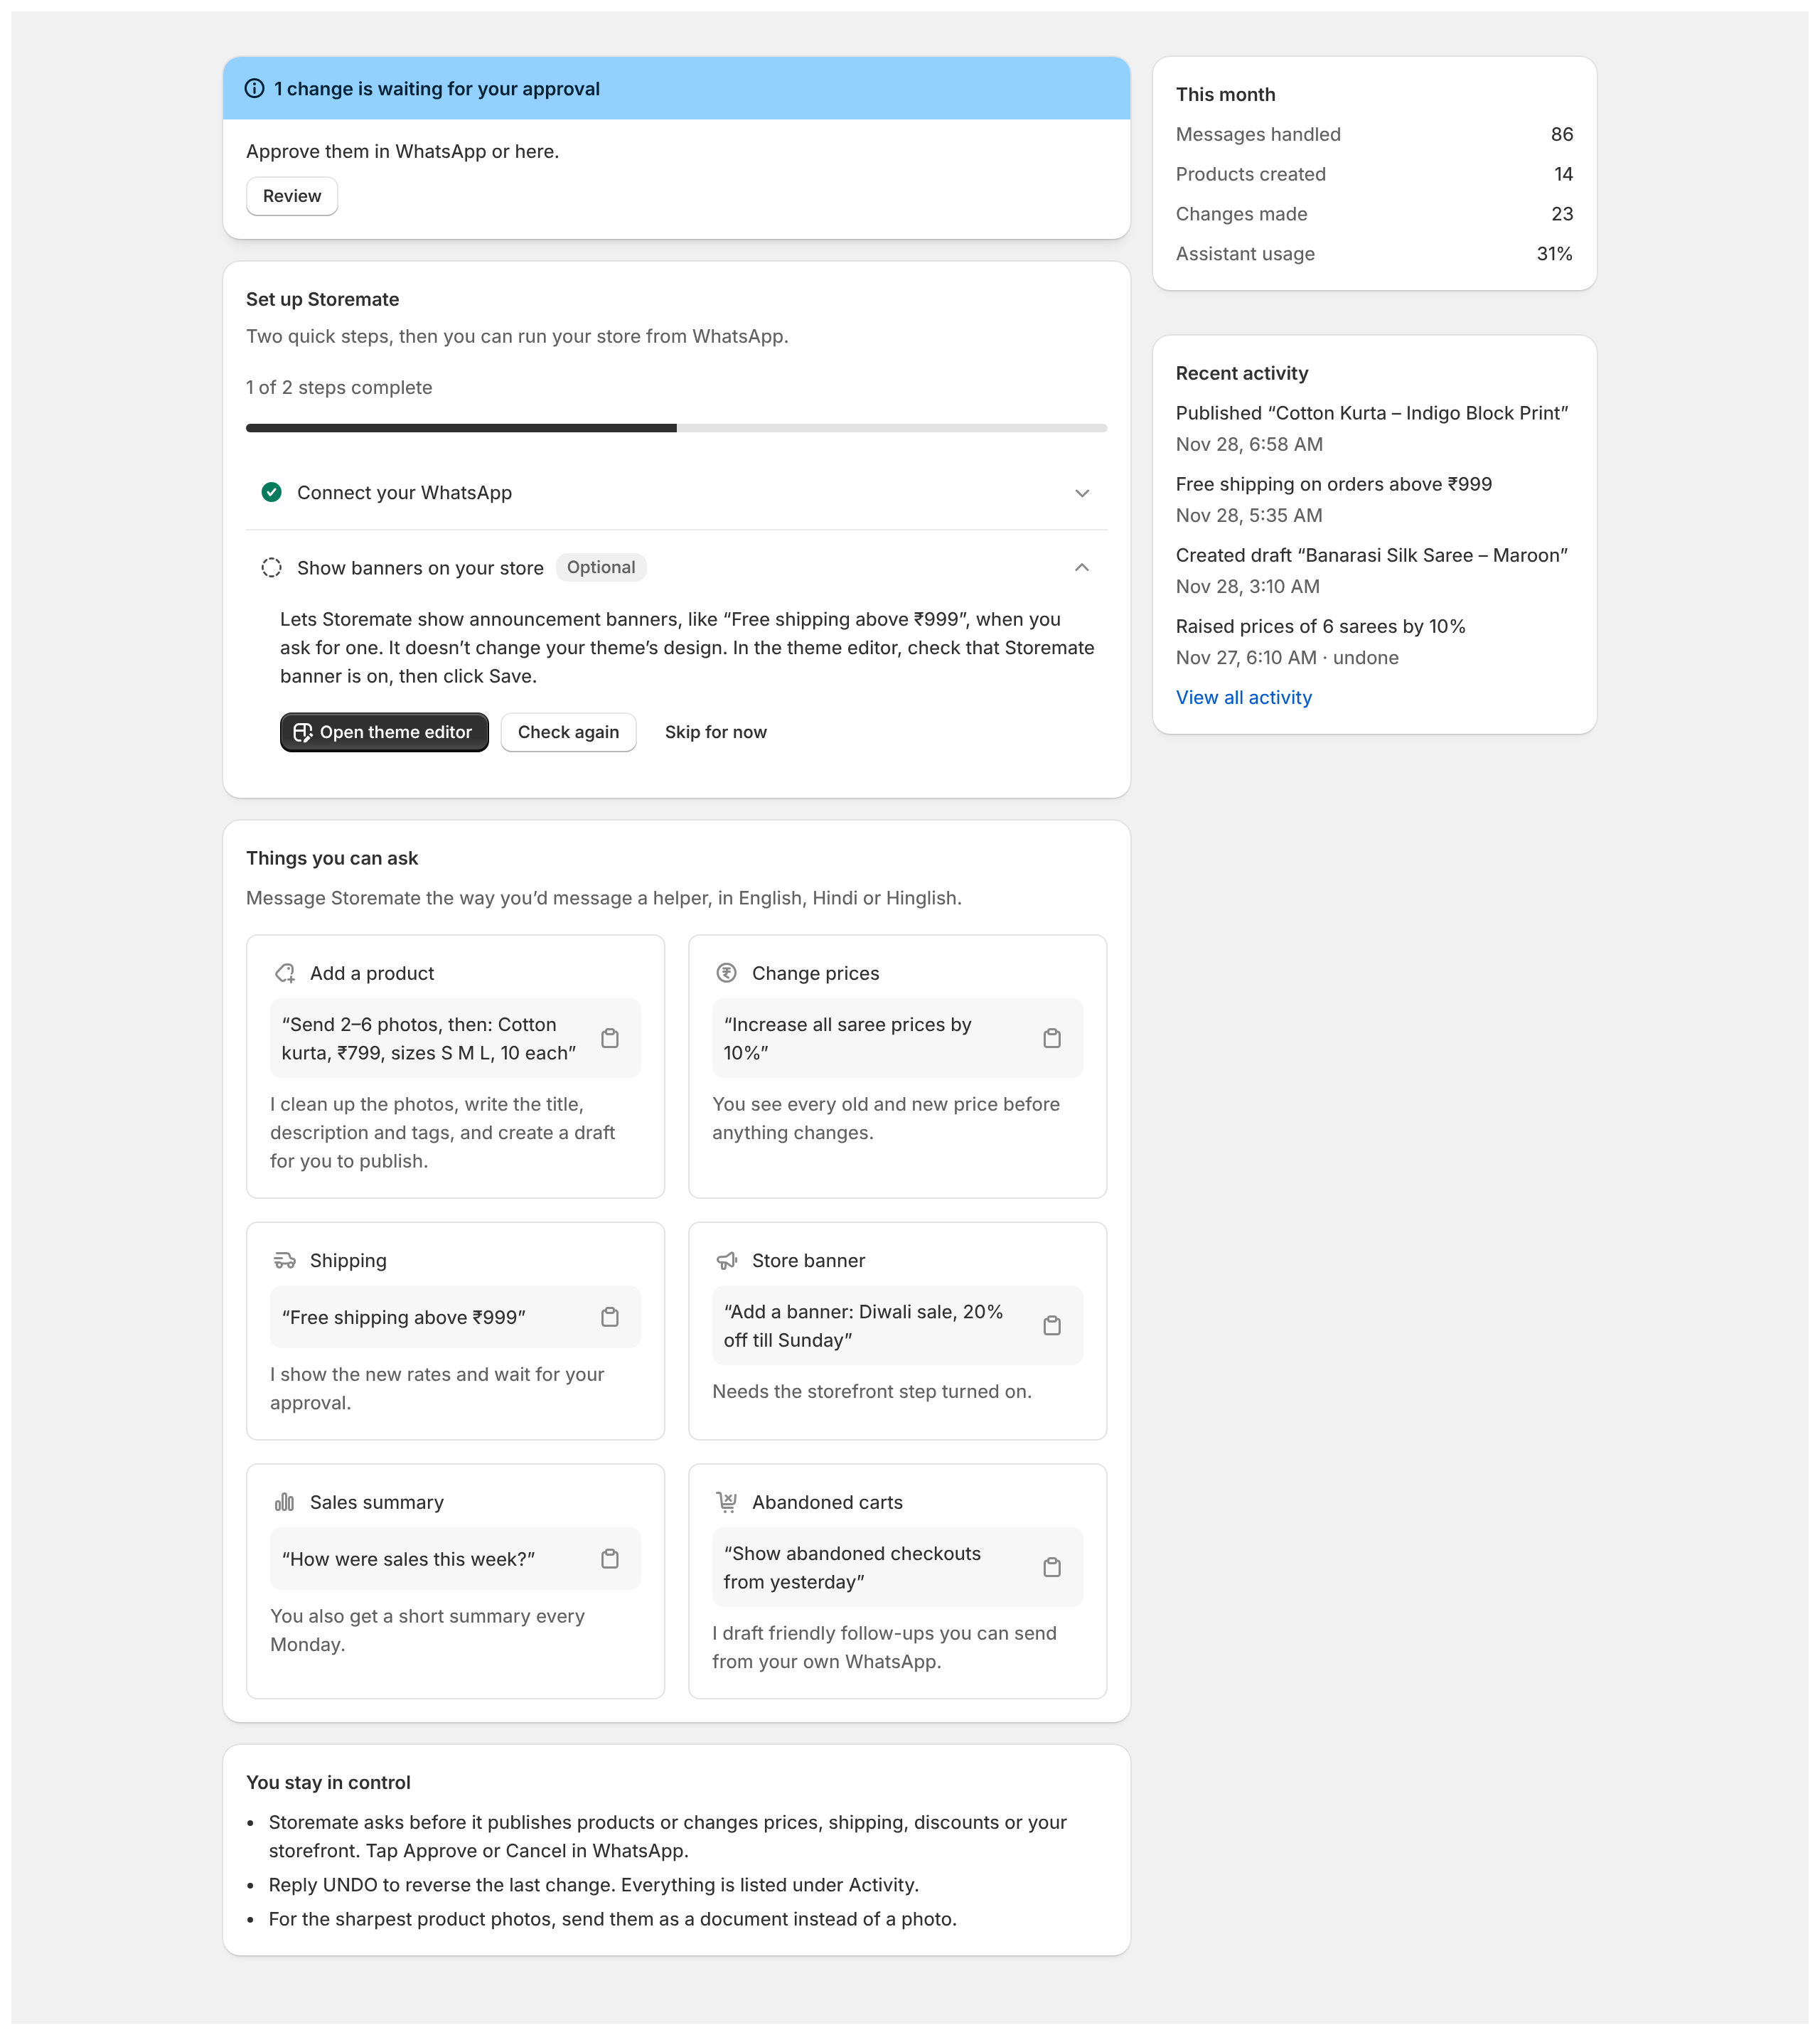 1 change is waiting for your approval
Approve them in WhatsApp or here.
Review
Set up Storemate
Two quick steps, then you can run your store from WhatsApp.
1 of 2 steps complete
Connect your WhatsApp
Show banners on your store Optional
Lets Storemate show announcement banners, like “Free shipping above ₹999”, when you
ask for one. It doesn’t change your theme’s design. In the theme editor, check that Storemate
banner is on, then click Save.
Open theme editor Check again Skip for now
Things you can ask
Message Storemate the way you’d message a helper, in English, Hindi or Hinglish.
Add a product
“Send 2–6 photos, then: Cotton
kurta, ₹799, sizes S M L, 10 each”
I clean up the photos, write the title,
description and tags, and create a draft
for you to publish.
Change prices
“Increase all saree prices by
10%”
You see every old and new price before
anything changes.
Shipping
“Free shipping above ₹999”
I show the new rates and wait for your
approval.
Store banner
“Add a banner: Diwali sale, 20%
off till Sunday”
Needs the storefront step turned on.
Sales summary
“How were sales this week?”
You also get a short summary every
Monday.
Abandoned carts
“Show abandoned checkouts
from yesterday”
I draft friendly follow-ups you can send
from your own WhatsApp.
You stay in control
• Storemate asks before it publishes products or changes prices, shipping, discounts or your
storefront. Tap Approve or Cancel in WhatsApp.
• Reply UNDO to reverse the last change. Everything is listed under Activity.
• For the sharpest product photos, send them as a document instead of a photo.
This month
Messages handled 86
Products created 14
Changes made 23
Assistant usage 31%
Recent activity
Published “Cotton Kurta – Indigo Block Print”
Nov 28, 6:58 AM
Free shipping on orders above ₹999
Nov 28, 5:35 AM
Created draft “Banarasi Silk Saree – Maroon”
Nov 28, 3:10 AM
Raised prices of 6 sarees by 10%
Nov 27, 6:10 AM · undone
View all activity